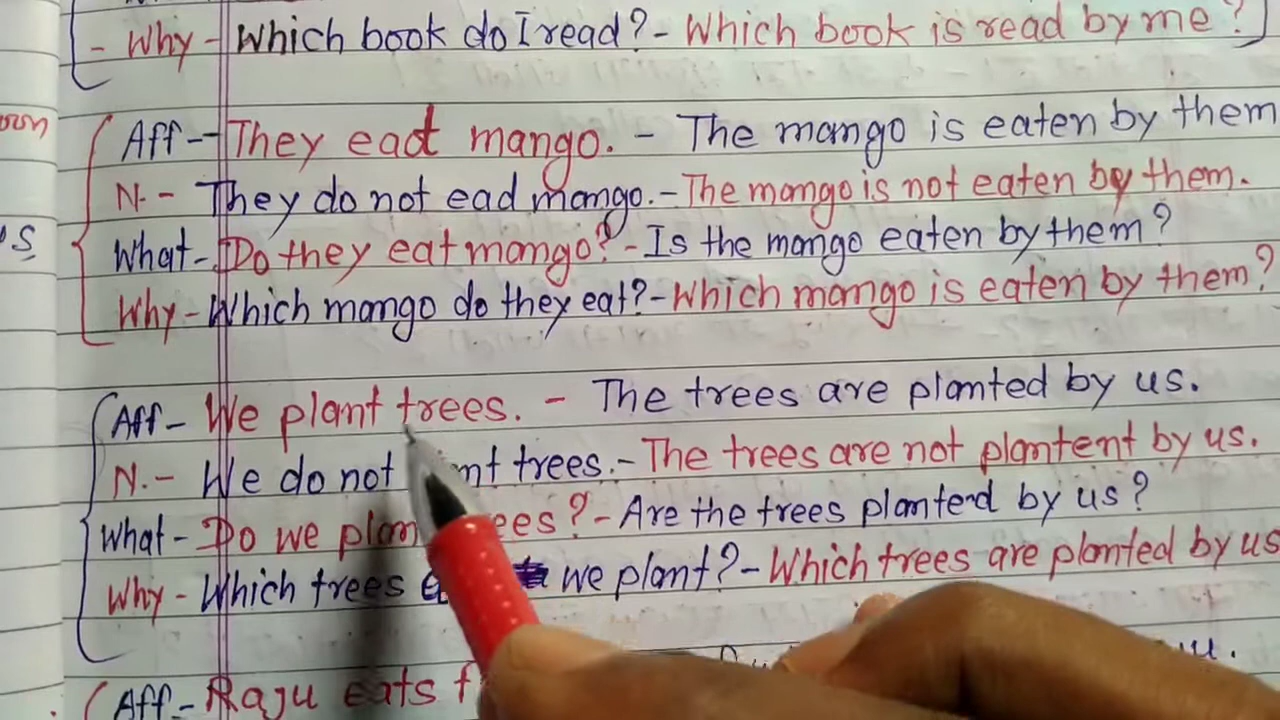 - Why - Which book do I read? - Which book is read by me?
Aff - They eat mango. - The mango is eaten by them
N. - They do not ead mango. - The mango is not eaten by them.
What - Do they eat mango? - Is the mango eaten by them?
Why - Which mango do they eat? - Which mango is eaten by them?
Aff - We plant trees. - The trees are planted by us.
N. - We do not trees. - The trees are not plantent by us.
What - Do we ? - Are the trees planted by us?
Why - Which trees we plant? - Which trees are planted by us
Aff - Raju eats